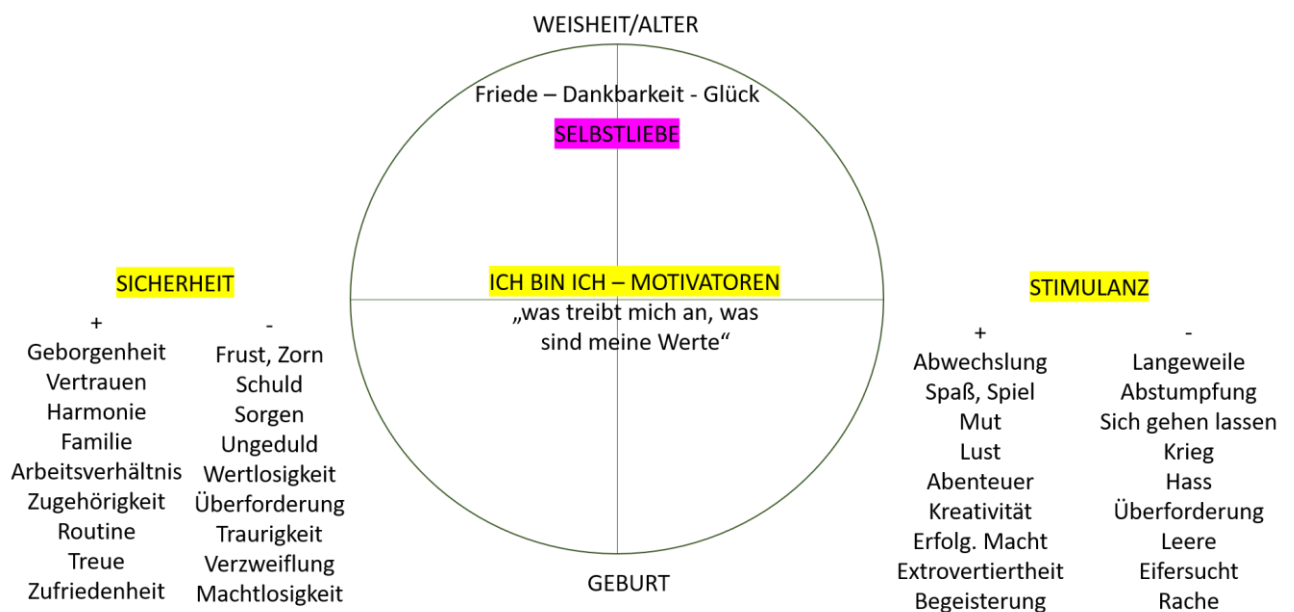 WEISHEIT/ALTER
Friede – Dankbarkeit - Glück
SELBSTLIEBE
ICH BIN ICH – MOTIVATOREN
„was treibt mich an, was
sind meine Werte“
GEBURT
SICHERHEIT
+
Geborgenheit
Vertrauen
Harmonie
Familie
Arbeitsverhältnis
Zugehörigkeit
Routine
Treue
Zufriedenheit
-
Frust, Zorn
Schuld
Sorgen
Ungeduld
Wertlosigkeit
Überforderung
Traurigkeit
Verzweiflung
Machtlosigkeit
STIMULANZ
+
Abwechslung
Spaß, Spiel
Mut
Lust
Abenteuer
Kreativität
Erfolg. Macht
Extrovertiertheit
Begeisterung
-
Langeweile
Abstumpfung
Sich gehen lassen
Krieg
Hass
Überforderung
Leere
Eifersucht
Rache